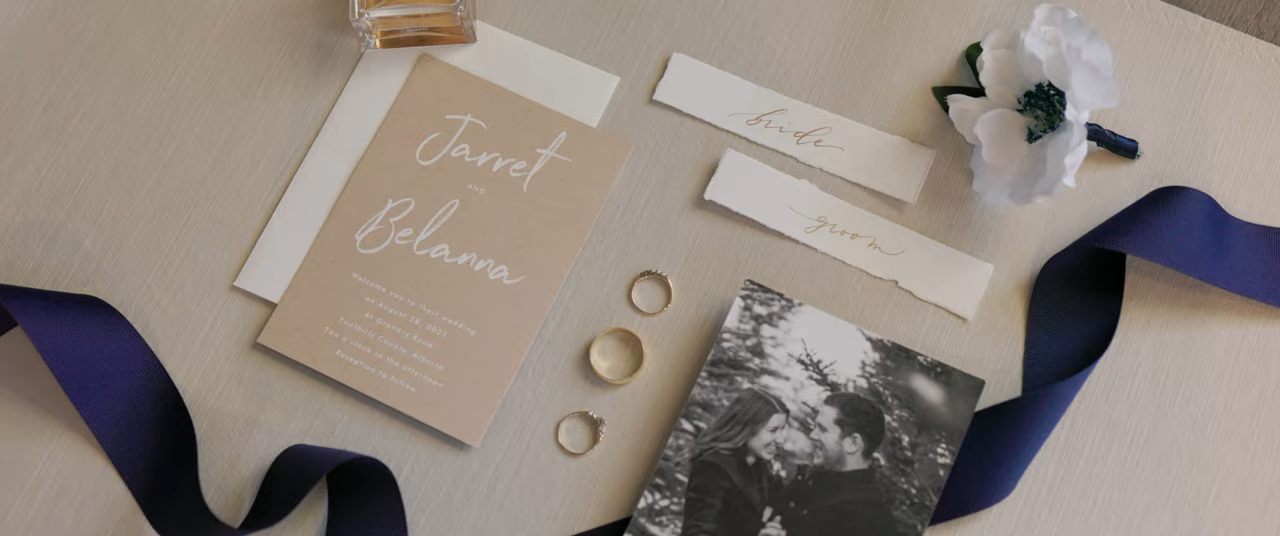 Jarret
AND
Belanna
Welcome you to their wedding
on August 28, 2021
At Granary Road
Foothills County, Alberta
Two o'clock in the afternoon
Reception to follow
bride
groom